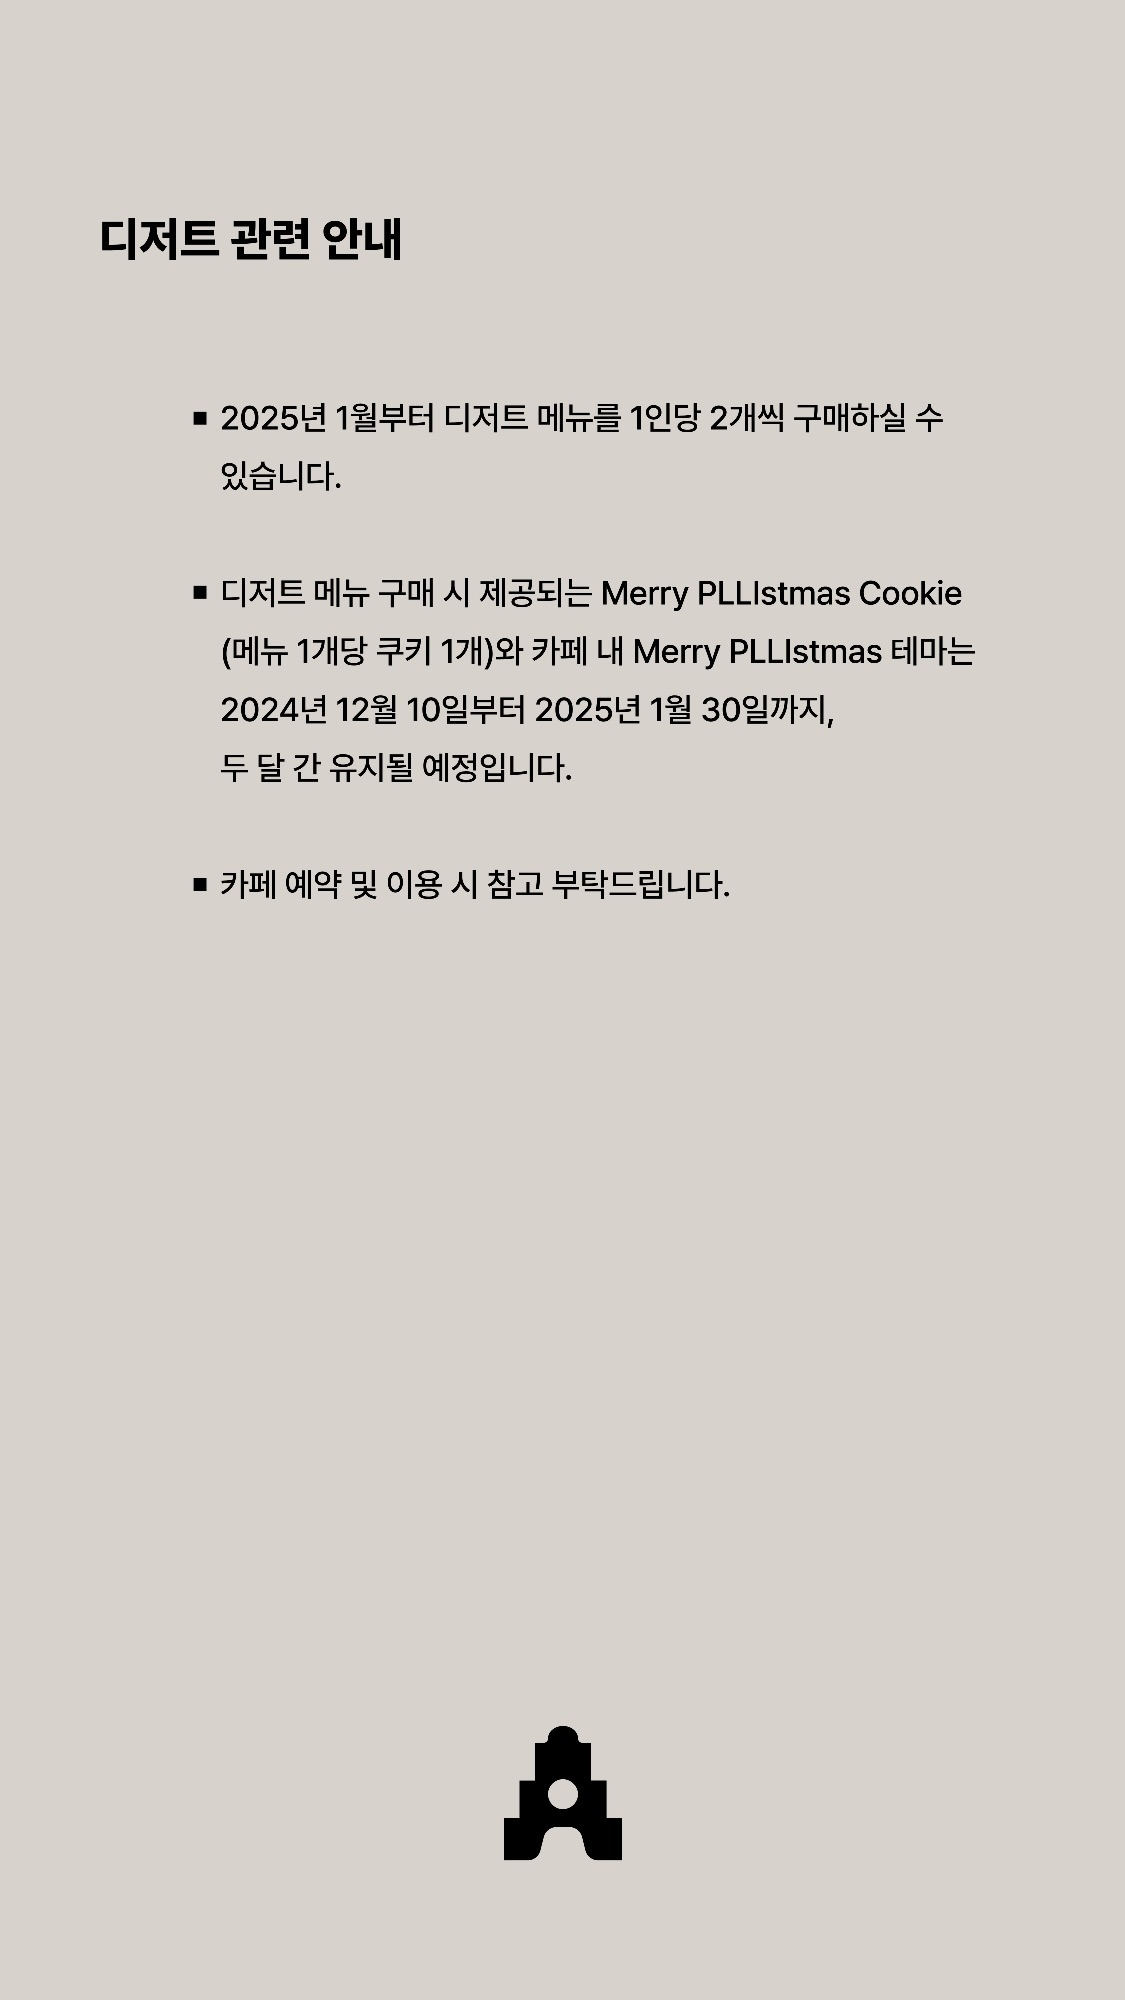 디저트 관련 안내
■ 2025년 1월부터 디저트 메뉴를 1인당 2개씩 구매하실 수
있습니다.
■ 디저트 메뉴 구매 시 제공되는 Merry PLLIstmas Cookie
(메뉴 1개당 쿠키 1개)와 카페 내 Merry PLLIstmas 테마는
2024년 12월 10일부터 2025년 1월 30일까지,
두 달 간 유지될 예정입니다.
■ 카페 예약 및 이용 시 참고 부탁드립니다.